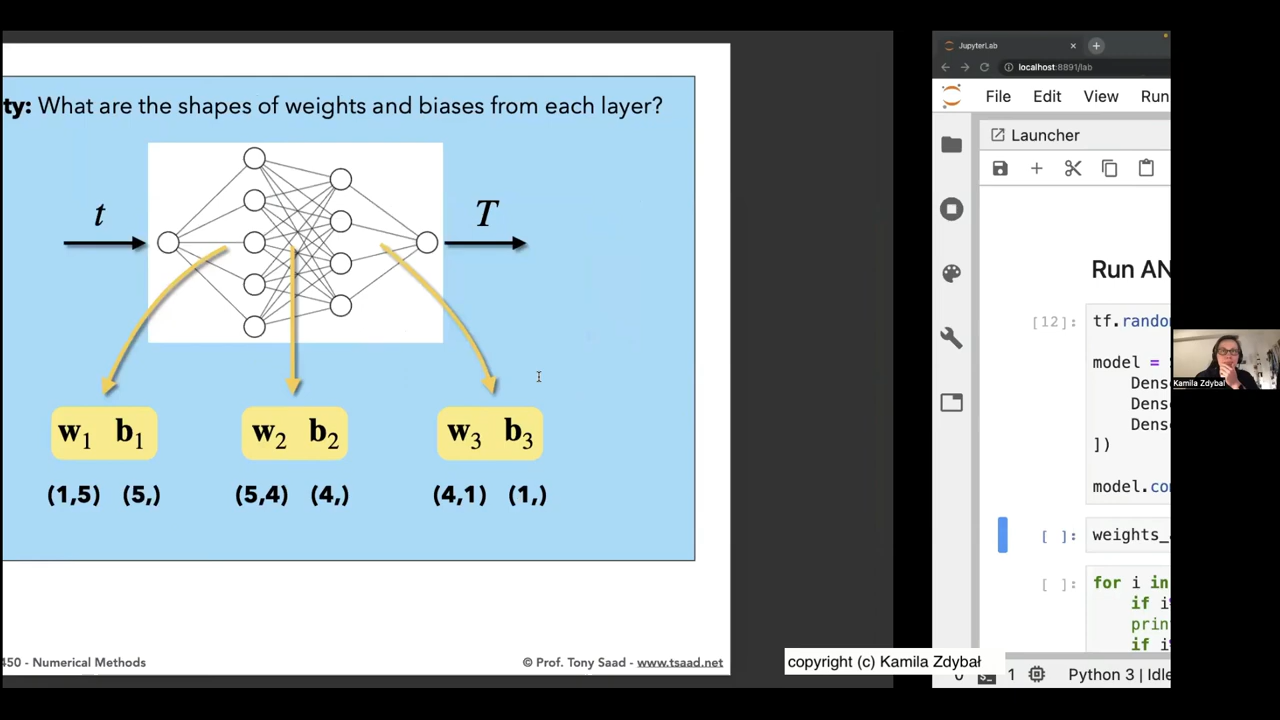 ty: What are the shapes of weights and biases from each layer?
t
T
w1 b1
w2 b2
w3 b3
(1,5) (5,)
(5,4) (4,)
(4,1) (1,)
450 - Numerical Methods
© Prof. Tony Saad - www.tsaad.net
copyright (c) Kamila Zdybał
JupyterLab
localhost:8891/lab
File Edit View Run
Launcher
Run AN
[12]: tf.rando
model =
Dens
Dens
Dens
])
model.co
[ ]: weights_
[ ]: for i in
if i
prin
if i
1 Python 3 | Idle
Kamila Zdybał